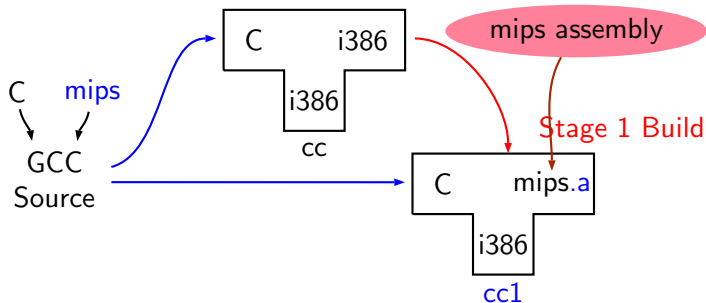 mips assembly
C i386
i386
cc
C mips
GCC
Source
Stage 1 Build
C mips.a
i386
cc1